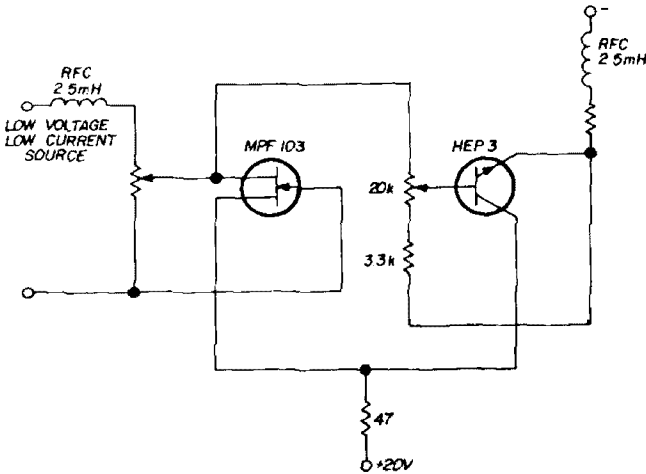 RFC
2.5mH
LOW VOLTAGE
LOW CURRENT
SOURCE
MPF 103
20k
3.3k
HEP 3
RFC
2.5mH
-
47
+20V